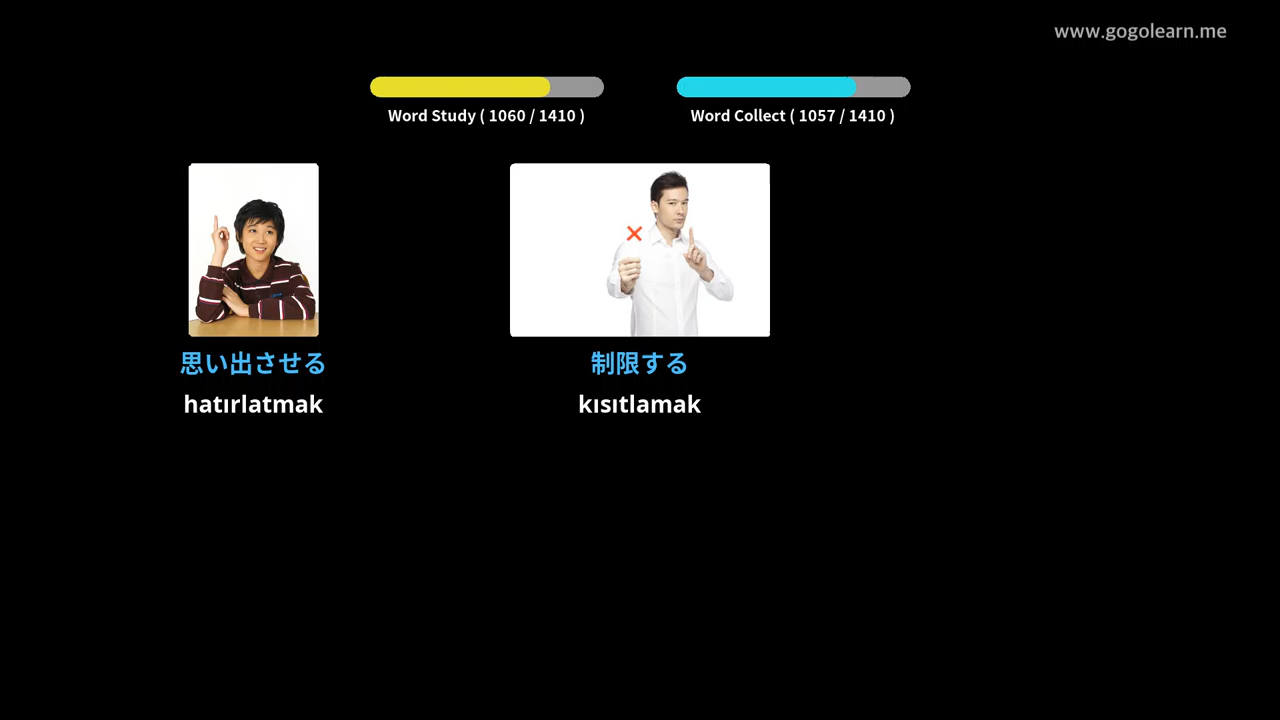 www.gogolearn.me
Word Study ( 1060 / 1410 )
Word Collect ( 1057 / 1410 )
思い出させる
制限する
hatırlatmak
kısıtlamak